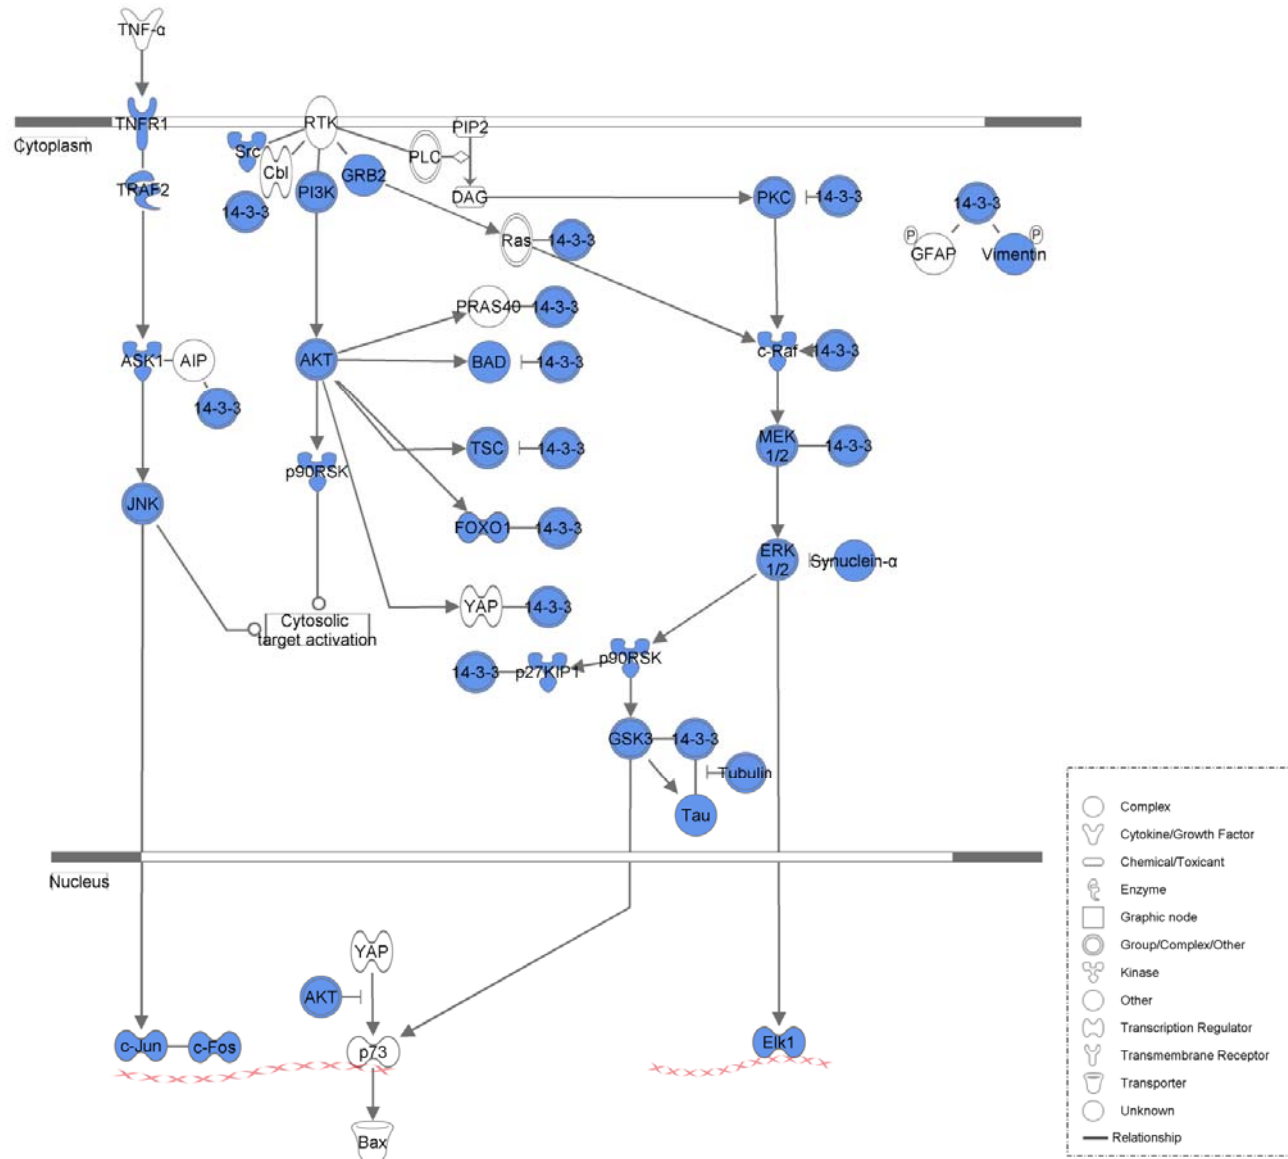 TNF-α
TNFR1
RTK
PIP2
Cytoplasm
Src
Cbl
PLC
GRB2
TRAF2
PI3K
DAG
PKC
14-3-3
14-3-3
14-3-3
Ras
14-3-3
P
GFAP
Vimentin
P
PRAS40
14-3-3
ASK1
AIP
AKT
BAD
14-3-3
c-Raf
14-3-3
14-3-3
TSC
14-3-3
MEK
1/2
14-3-3
p90RSK
JNK
FOXO1
14-3-3
ERK
1/2
Synuclein-α
YAP
14-3-3
Cytosolic
target activation
14-3-3
p27KIP1
p90RSK
GSK3
14-3-3
Tubulin
Tau
Nucleus
YAP
AKT
c-Jun
c-Fos
p73
Elk1
Bax
Complex
Cytokine/Growth Factor
Chemical/Toxicant
Enzyme
Graphic node
Group/Complex/Other
Kinase
Other
Transcription Regulator
Transmembrane Receptor
Transporter
Unknown
Relationship